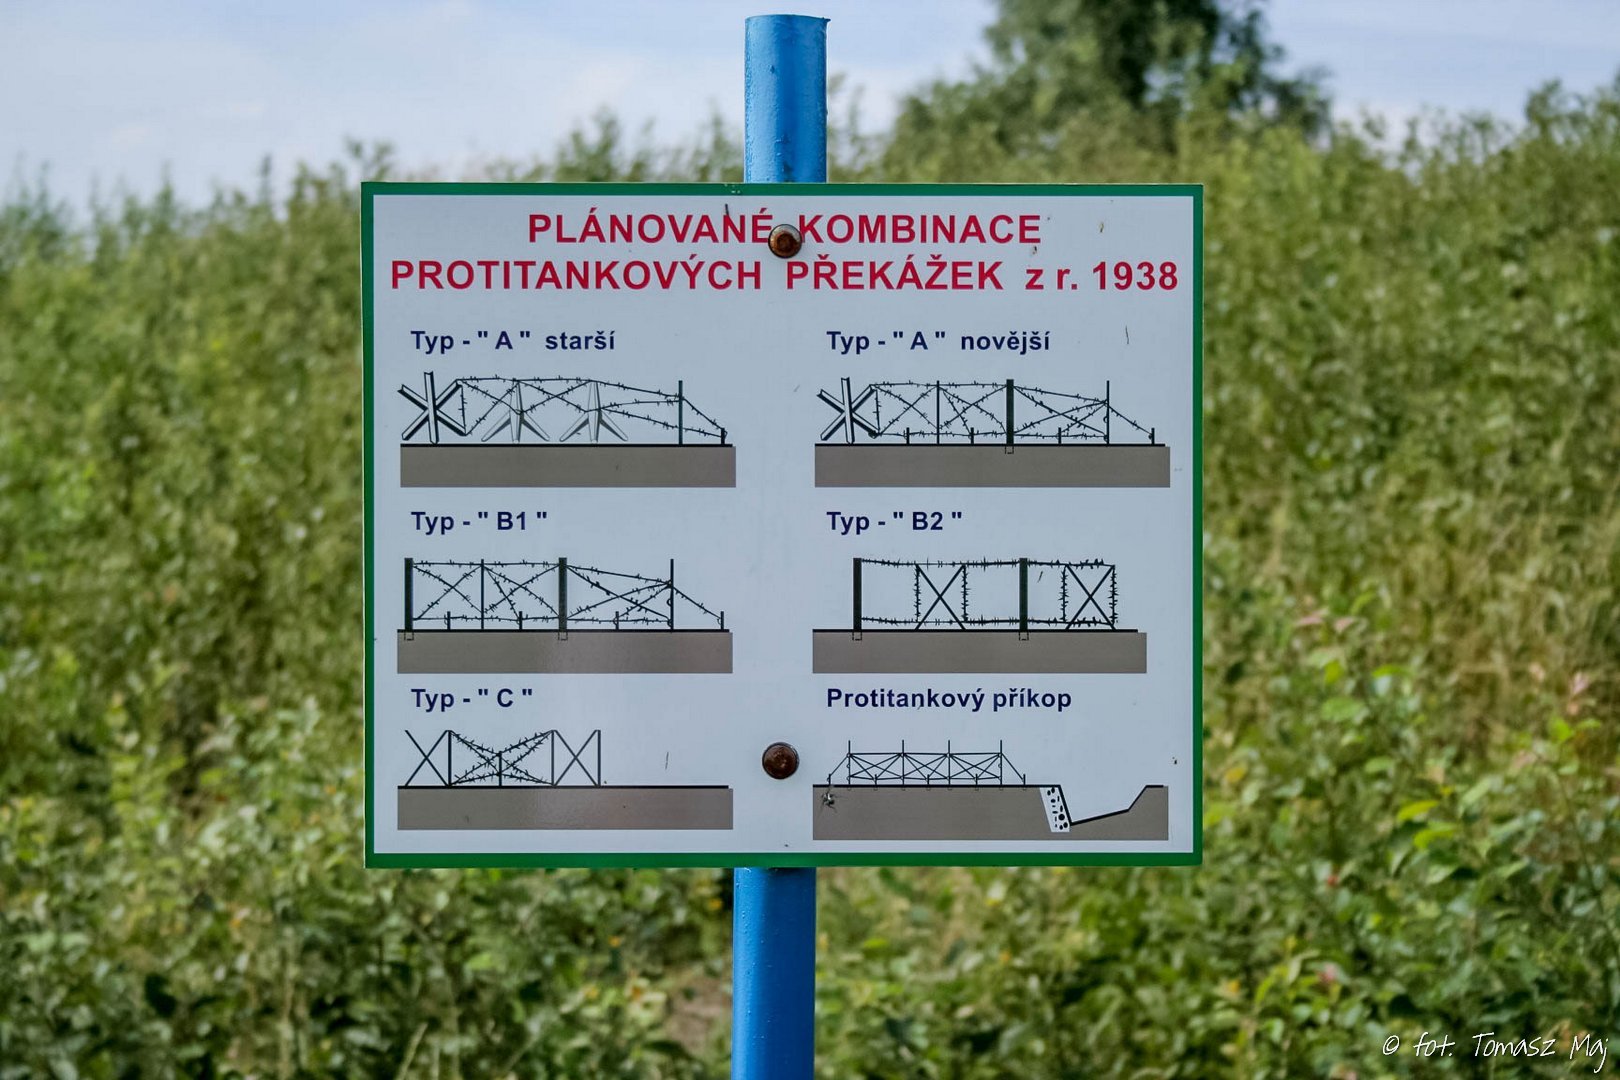 PLÁNOVANÉ KOMBINACE
PROTITANKOVÝCH PŘEKÁŽEK z r. 1938
Typ - " A " starší
Typ - " A " novější
Typ - " B1 "
Typ - " B2 "
Typ - " C "
Protitankový příkop
© fot. Tomasz Maj